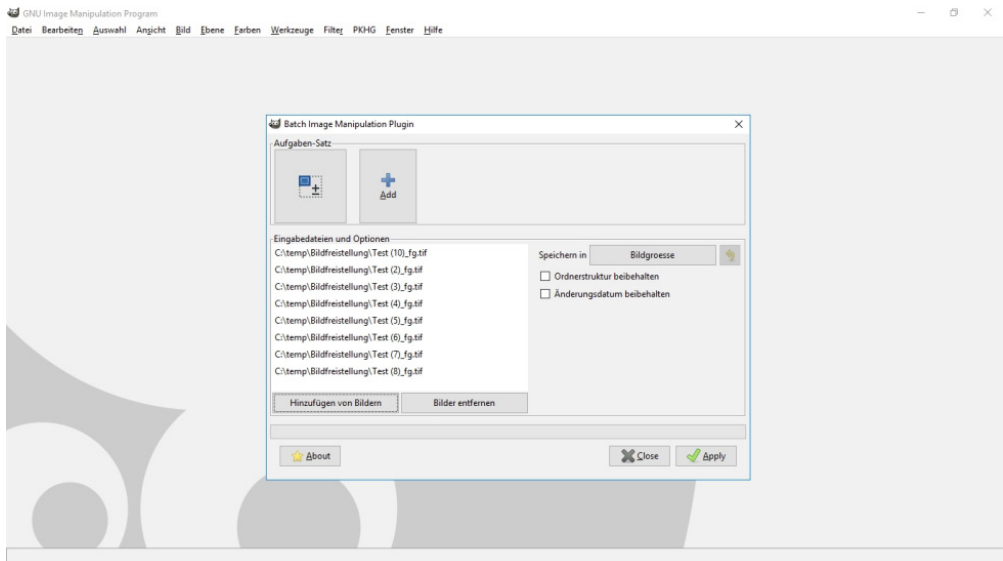 GNU Image Manipulation Program
Datei Bearbeiten Auswahl Ansicht Bild Ebene Farben Werkzeuge Filter PKHG Fenster Hilfe
Batch Image Manipulation Plugin
Aufgaben-Satz
Add
Eingabedateien und Optionen
C:\temp\Bildfreistellung\Test (10)_fg.tif
C:\temp\Bildfreistellung\Test (2)_fg.tif
C:\temp\Bildfreistellung\Test (3)_fg.tif
C:\temp\Bildfreistellung\Test (4)_fg.tif
C:\temp\Bildfreistellung\Test (5)_fg.tif
C:\temp\Bildfreistellung\Test (6)_fg.tif
C:\temp\Bildfreistellung\Test (7)_fg.tif
C:\temp\Bildfreistellung\Test (8)_fg.tif
Speichern in Bildgroesse
Ordnerstruktur beibehalten
Änderungsdatum beibehalten
Hinzufügen von Bildern Bilder entfernen
About Close Apply